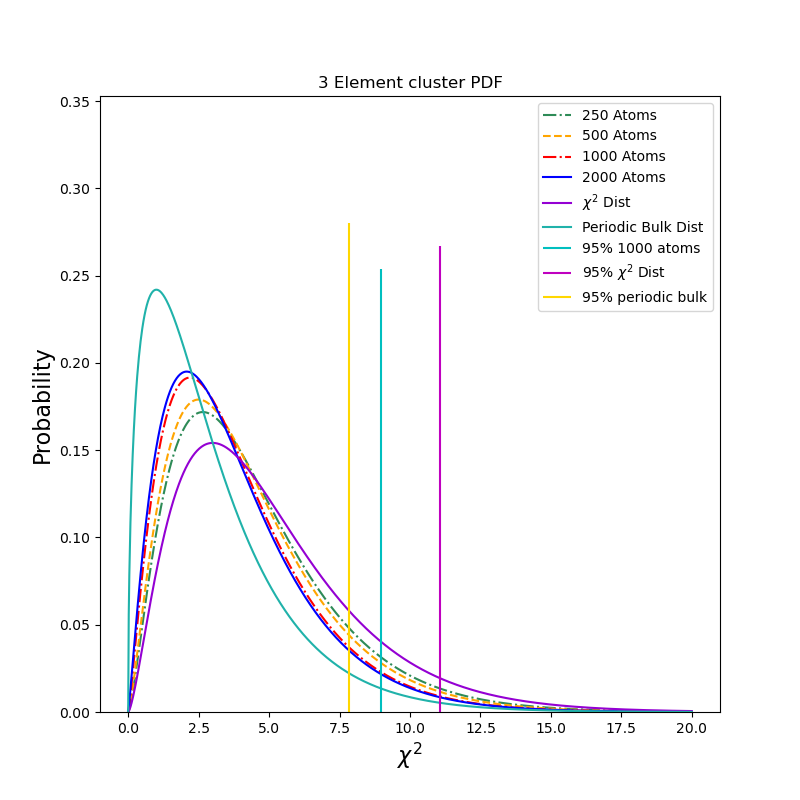 3 Element cluster PDF
0.35
0.30
0.25
0.20
0.15
0.10
0.05
0.00
Probability
250 Atoms
500 Atoms
1000 Atoms
2000 Atoms
χ² Dist
Periodic Bulk Dist
95% 1000 atoms
95% χ² Dist
95% periodic bulk
0.0 2.5 5.0 7.5 10.0 12.5 15.0 17.5 20.0
χ²